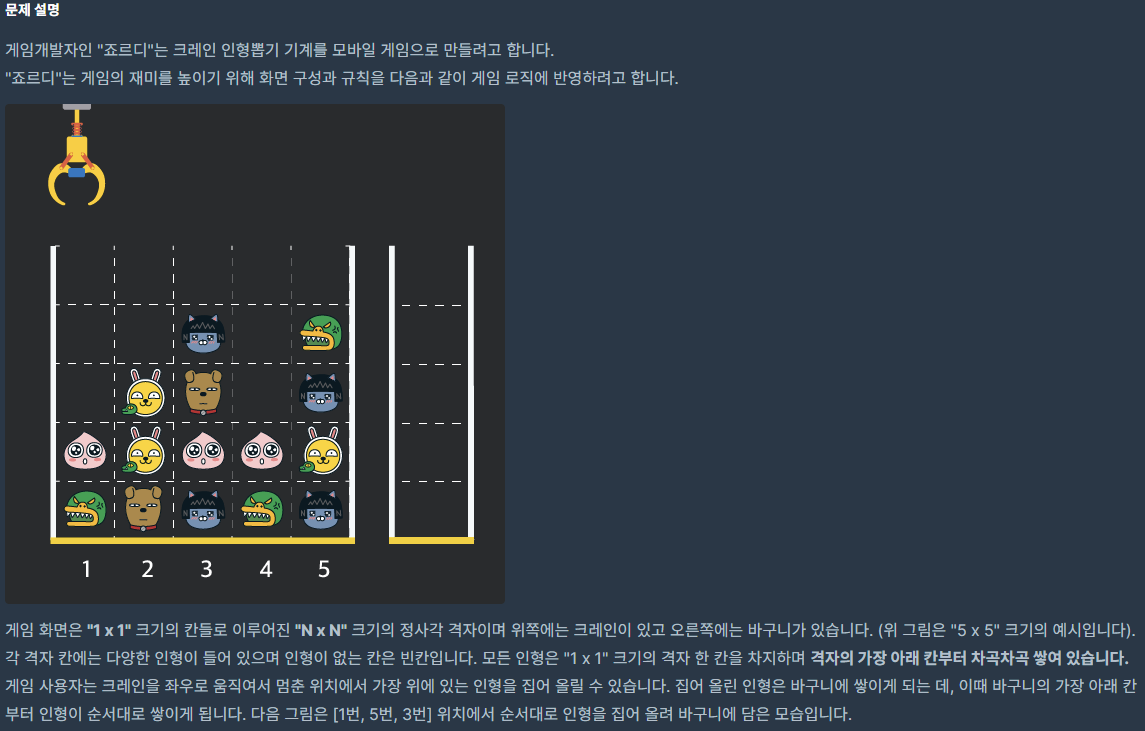 문제 설명
게임개발자인 "죠르디"는 크레인 인형뽑기 기계를 모바일 게임으로 만들려고 합니다.
"죠르디"는 게임의 재미를 높이기 위해 화면 구성과 규칙을 다음과 같이 게임 로직에 반영하려고 합니다.
1 2 3 4 5
게임 화면은 "1 x 1" 크기의 칸들로 이루어진 "N x N" 크기의 정사각 격자이며 위쪽에는 크레인이 있고 오른쪽에는 바구니가 있습니다. (위 그림은 "5 x 5" 크기의 예시입니다).
각 격자 칸에는 다양한 인형이 들어 있으며 인형이 없는 칸은 빈칸입니다. 모든 인형은 "1 x 1" 크기의 격자 한 칸을 차지하며 격자의 가장 아래 칸부터 차곡차곡 쌓여 있습니다.
게임 사용자는 크레인을 좌우로 움직여서 멈춘 위치에서 가장 위에 있는 인형을 집어 올릴 수 있습니다. 집어 올린 인형은 바구니에 쌓이게 되는 데, 이때 바구니의 가장 아래 칸
부터 인형이 순서대로 쌓이게 됩니다. 다음 그림은 [1번, 5번, 3번] 위치에서 순서대로 인형을 집어 올려 바구니에 담은 모습입니다.